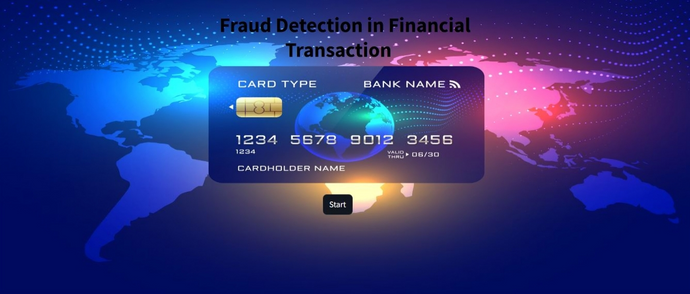 Fraud Detection in Financial
Transaction
CARD TYPE BANK NAME
1234 5678 9012 3456
1234 VALID THRU 06/30
CARDHOLDER NAME
Start